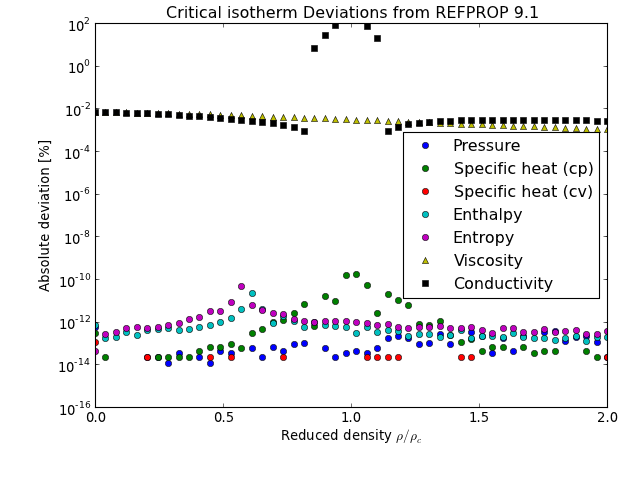 Critical isotherm Deviations from REFPROP 9.1
Absolute deviation [%]
10^2
10^0
10^-2
10^-4
10^-6
10^-8
10^-10
10^-12
10^-14
10^-16
Pressure
Specific heat (cp)
Specific heat (cv)
Enthalpy
Entropy
Viscosity
Conductivity
0.0 0.5 1.0 1.5 2.0
Reduced density ρ/ρ_c